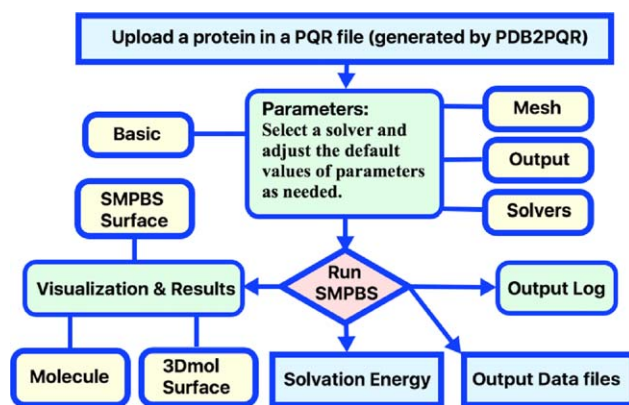 Upload a protein in a PQR file (generated by PDB2PQR)
Parameters:
Select a solver and
adjust the default
values of parameters
as needed.
Basic
Mesh
Output
Solvers
SMPBS
Surface
Run
SMPBS
Visualization & Results
Output Log
Molecule
3Dmol
Surface
Solvation Energy
Output Data files